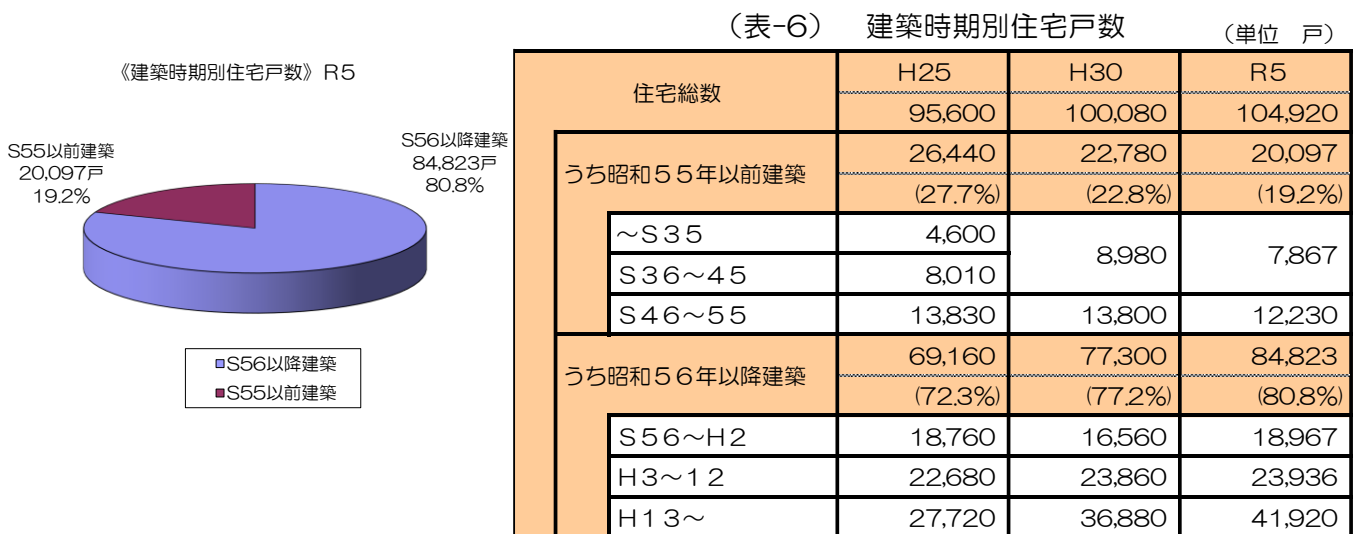 （表-6）　建築時期別住宅戸数　（単位　戸）
《建築時期別住宅戸数》R5
S55以前建築
20,097戸
19.2%
S56以降建築
84,823戸
80.8%
■S56以降建築
■S55以前建築
住宅総数　H25　H30　R5
95,600　100,080　104,920
うち昭和５５年以前建築　26,440　22,780　20,097
(27.7%)　(22.8%)　(19.2%)
～Ｓ３５　4,600　8,980　7,867
Ｓ３６～４５　8,010
Ｓ４６～５５　13,830　13,800　12,230
うち昭和５６年以降建築　69,160　77,300　84,823
(72.3%)　(77.2%)　(80.8%)
Ｓ５６～Ｈ２　18,760　16,560　18,967
Ｈ３～１２　22,680　23,860　23,936
Ｈ１３～　27,720　36,880　41,920